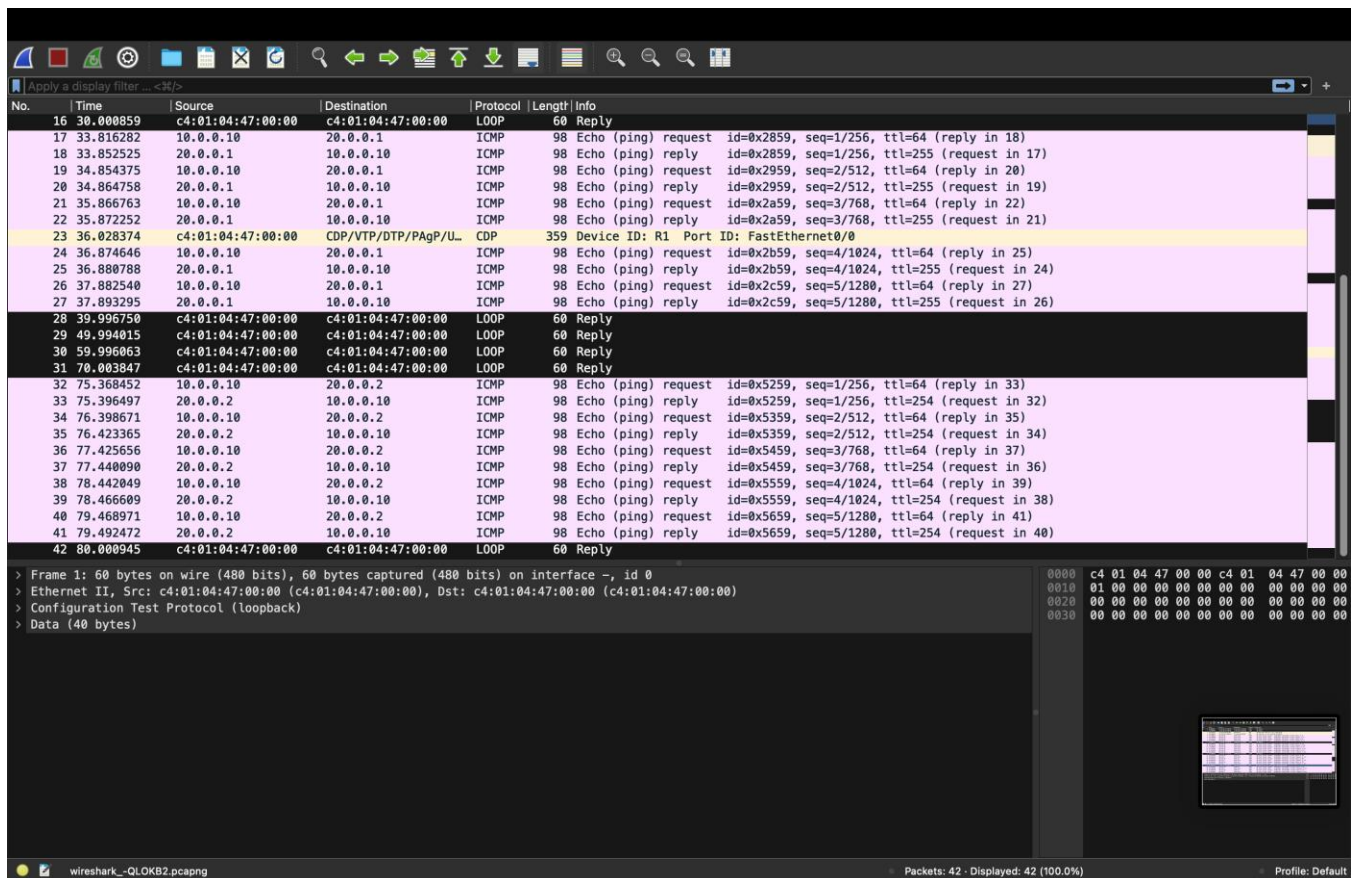 Apply a display filter ... <⌘/>
No. Time Source Destination Protocol Length Info
16 30.000859 c4:01:04:47:00:00 c4:01:04:47:00:00 LOOP 60 Reply
17 33.816282 10.0.0.10 20.0.0.1 ICMP 98 Echo (ping) request id=0x2859, seq=1/256, ttl=64 (reply in 18)
18 33.852525 20.0.0.1 10.0.0.10 ICMP 98 Echo (ping) reply id=0x2859, seq=1/256, ttl=255 (request in 17)
19 34.854375 10.0.0.10 20.0.0.1 ICMP 98 Echo (ping) request id=0x2959, seq=2/512, ttl=64 (reply in 20)
20 34.864758 20.0.0.1 10.0.0.10 ICMP 98 Echo (ping) reply id=0x2959, seq=2/512, ttl=255 (request in 19)
21 35.866763 10.0.0.10 20.0.0.1 ICMP 98 Echo (ping) request id=0x2a59, seq=3/768, ttl=64 (reply in 22)
22 35.872252 20.0.0.1 10.0.0.10 ICMP 98 Echo (ping) reply id=0x2a59, seq=3/768, ttl=255 (request in 21)
23 36.028374 c4:01:04:47:00:00 CDP/VTP/DTP/PAgP/U… CDP 359 Device ID: R1 Port ID: FastEthernet0/0
24 36.874646 10.0.0.10 20.0.0.1 ICMP 98 Echo (ping) request id=0x2b59, seq=4/1024, ttl=64 (reply in 25)
25 36.880788 20.0.0.1 10.0.0.10 ICMP 98 Echo (ping) reply id=0x2b59, seq=4/1024, ttl=255 (request in 24)
26 37.882540 10.0.0.10 20.0.0.1 ICMP 98 Echo (ping) request id=0x2c59, seq=5/1280, ttl=64 (reply in 27)
27 37.893295 20.0.0.1 10.0.0.10 ICMP 98 Echo (ping) reply id=0x2c59, seq=5/1280, ttl=255 (request in 26)
28 39.996750 c4:01:04:47:00:00 c4:01:04:47:00:00 LOOP 60 Reply
29 49.994015 c4:01:04:47:00:00 c4:01:04:47:00:00 LOOP 60 Reply
30 59.996063 c4:01:04:47:00:00 c4:01:04:47:00:00 LOOP 60 Reply
31 70.003847 c4:01:04:47:00:00 c4:01:04:47:00:00 LOOP 60 Reply
32 75.368452 10.0.0.10 20.0.0.2 ICMP 98 Echo (ping) request id=0x5259, seq=1/256, ttl=64 (reply in 33)
33 75.396497 20.0.0.2 10.0.0.10 ICMP 98 Echo (ping) reply id=0x5259, seq=1/256, ttl=254 (request in 32)
34 76.398671 10.0.0.10 20.0.0.2 ICMP 98 Echo (ping) request id=0x5359, seq=2/512, ttl=64 (reply in 35)
35 76.423365 20.0.0.2 10.0.0.10 ICMP 98 Echo (ping) reply id=0x5359, seq=2/512, ttl=254 (request in 34)
36 77.425656 10.0.0.10 20.0.0.2 ICMP 98 Echo (ping) request id=0x5459, seq=3/768, ttl=64 (reply in 37)
37 77.440090 20.0.0.2 10.0.0.10 ICMP 98 Echo (ping) reply id=0x5459, seq=3/768, ttl=254 (request in 36)
38 78.442049 10.0.0.10 20.0.0.2 ICMP 98 Echo (ping) request id=0x5559, seq=4/1024, ttl=64 (reply in 39)
39 78.466609 20.0.0.2 10.0.0.10 ICMP 98 Echo (ping) reply id=0x5559, seq=4/1024, ttl=254 (request in 38)
40 79.468971 10.0.0.10 20.0.0.2 ICMP 98 Echo (ping) request id=0x5659, seq=5/1280, ttl=64 (reply in 41)
41 79.492472 20.0.0.2 10.0.0.10 ICMP 98 Echo (ping) reply id=0x5659, seq=5/1280, ttl=254 (request in 40)
42 80.000945 c4:01:04:47:00:00 c4:01:04:47:00:00 LOOP 60 Reply
> Frame 1: 60 bytes on wire (480 bits), 60 bytes captured (480 bits) on interface -, id 0
> Ethernet II, Src: c4:01:04:47:00:00 (c4:01:04:47:00:00), Dst: c4:01:04:47:00:00 (c4:01:04:47:00:00)
> Configuration Test Protocol (loopback)
> Data (40 bytes)
0000 c4 01 04 47 00 00 c4 01 04 47 00 00
0010 01 00 00 00 00 00 00 00 00 00 00 00
0020 00 00 00 00 00 00 00 00 00 00 00 00
0030 00 00 00 00 00 00 00 00 00 00 00 00
wireshark_-QLOKB2.pcapng Packets: 42 · Displayed: 42 (100.0%) Profile: Default